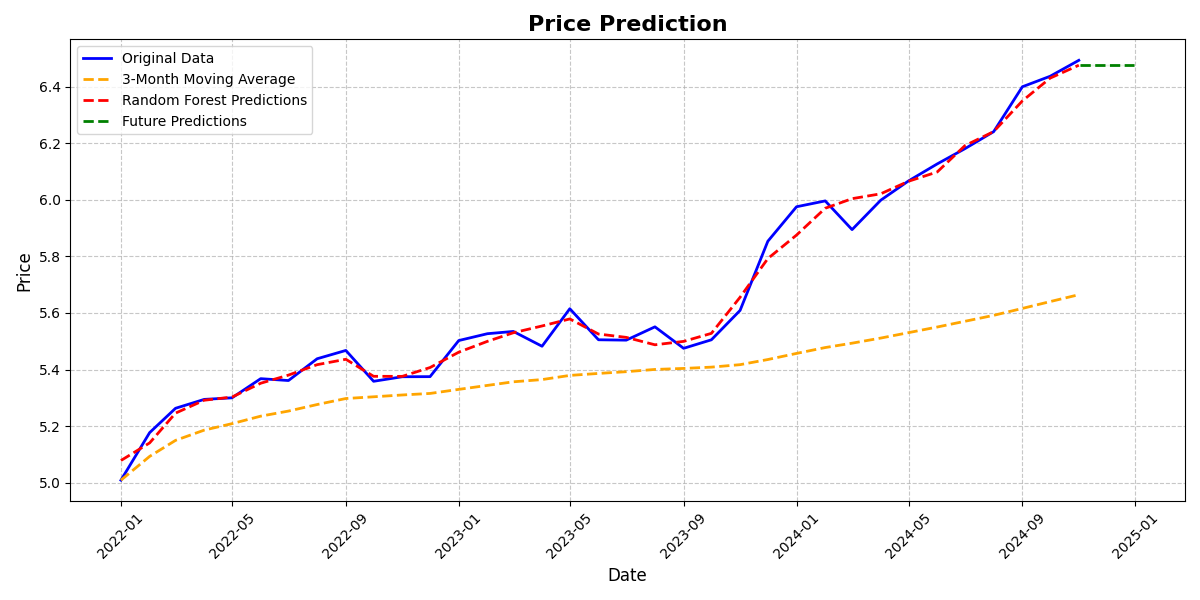 Price Prediction
Original Data
3-Month Moving Average
Random Forest Predictions
Future Predictions
Price
6.4
6.2
6.0
5.8
5.6
5.4
5.2
5.0
2022-01
2022-05
2022-09
2023-01
2023-05
2023-09
2024-01
2024-05
2024-09
2025-01
Date